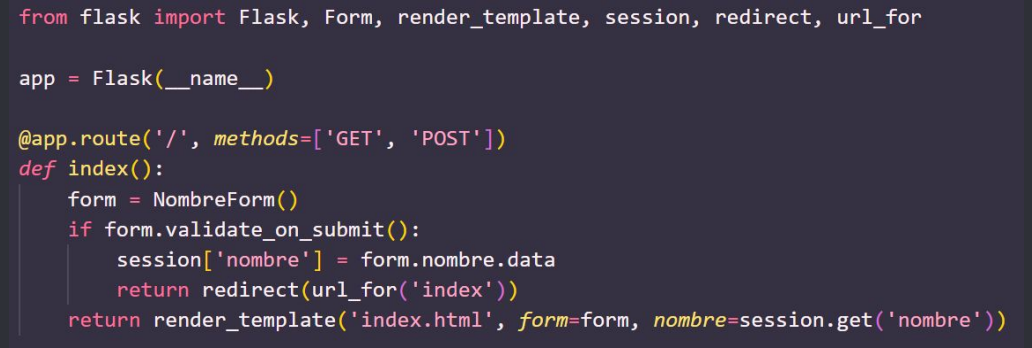 from flask import Flask, Form, render_template, session, redirect, url_for
app = Flask(__name__)
@app.route('/', methods=['GET', 'POST'])
def index():
form = NombreForm()
if form.validate_on_submit():
session['nombre'] = form.nombre.data
return redirect(url_for('index'))
return render_template('index.html', form=form, nombre=session.get('nombre'))